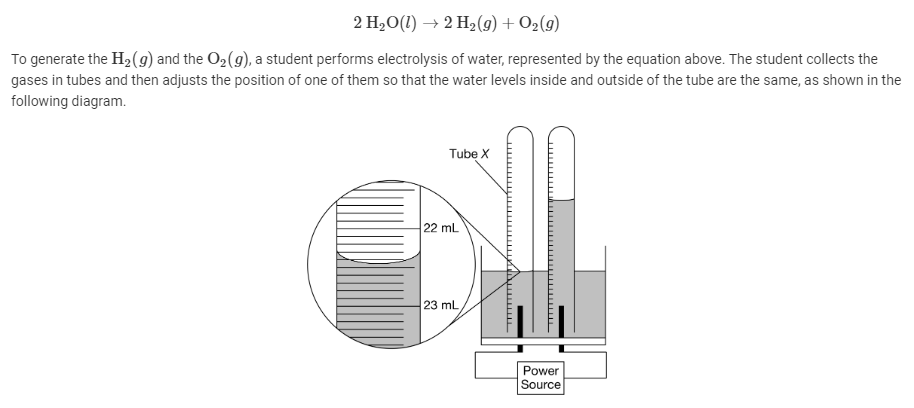 2 H₂O(l) → 2 H₂(g) + O₂(g)
To generate the H₂(g) and the O₂(g), a student performs electrolysis of water, represented by the equation above. The student collects the
gases in tubes and then adjusts the position of one of them so that the water levels inside and outside of the tube are the same, as shown in the
following diagram.
Tube X
22 mL
23 mL
Power
Source